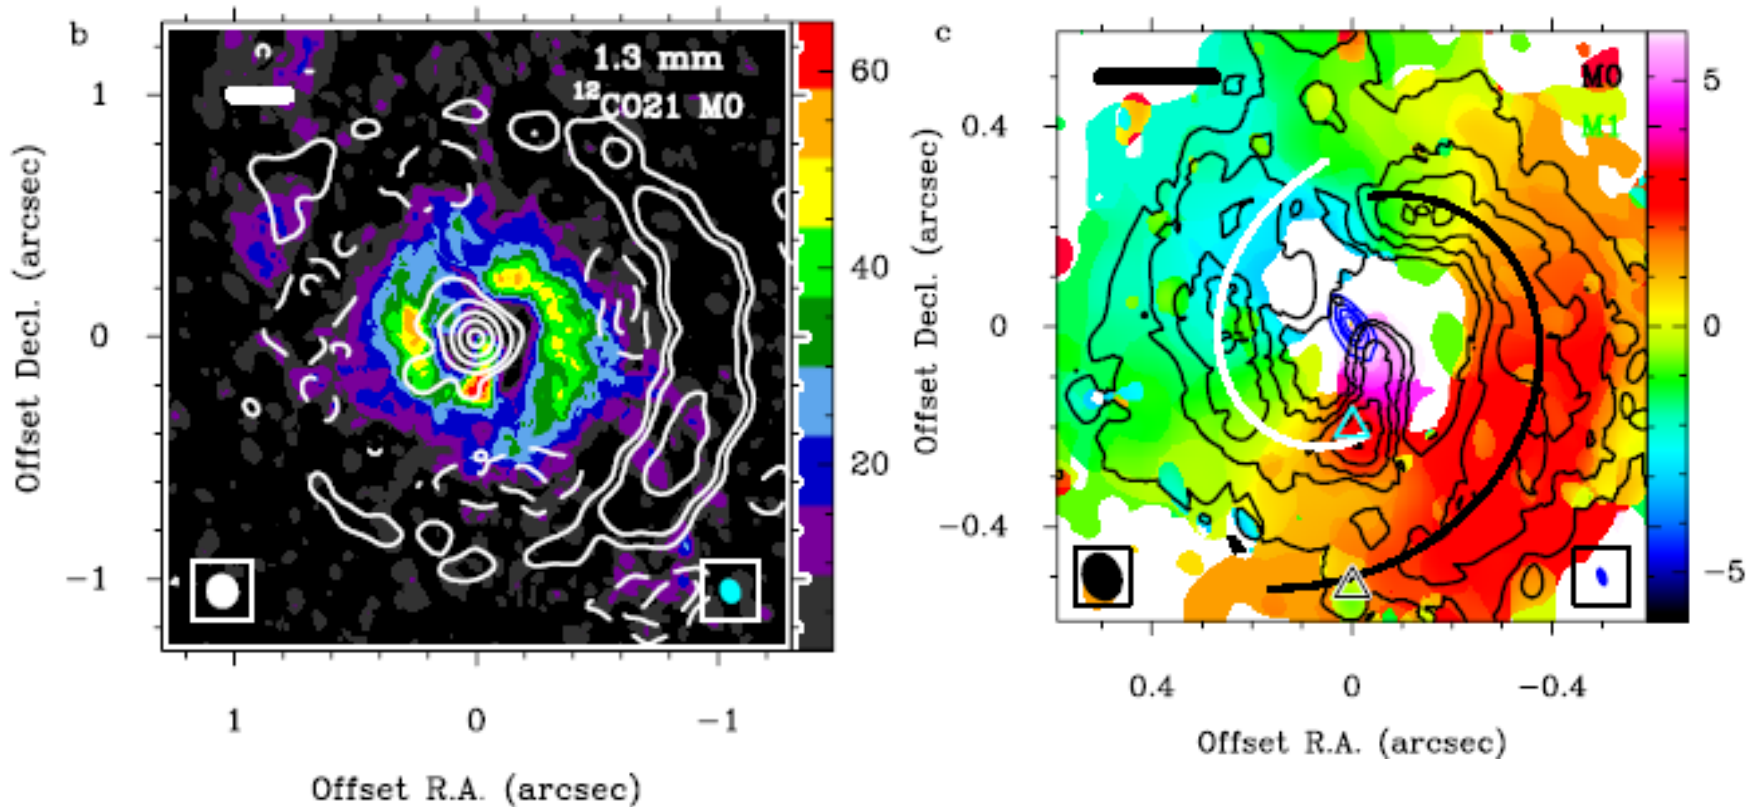 b
1.3 mm
¹²CO21 M0
60
40
20
1
0
−1
Offset Decl. (arcsec)
1
0
−1
Offset R.A. (arcsec)
c
M0
M1
5
0
−5
0.4
0
−0.4
Offset Decl. (arcsec)
0.4
0
−0.4
Offset R.A. (arcsec)